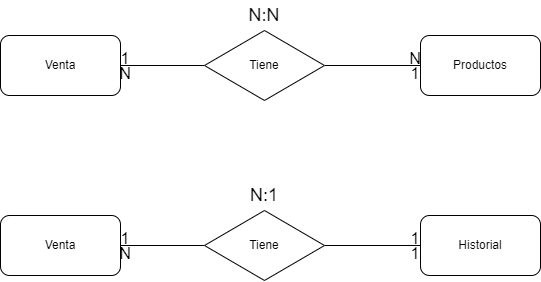 N:N
Venta
1
N
Tiene
N
1
Productos
N:1
Venta
1
N
Tiene
1
1
Historial